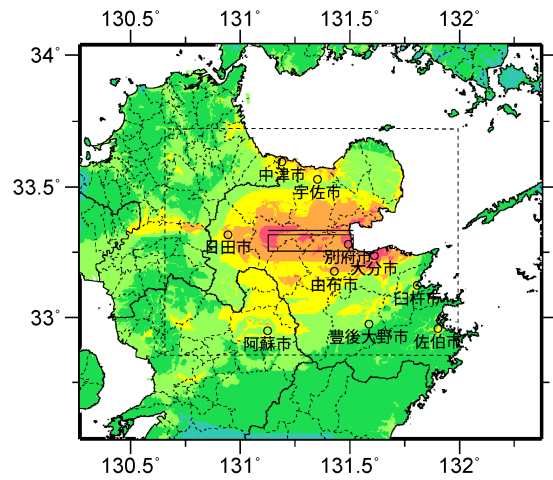 130.5° 131° 131.5° 132°
34°
中津市
33.5°
宇佐市
日田市
別府市
大分市
由布市
臼杵市
33°
阿蘇市
豊後大野市
佐伯市
130.5° 131° 131.5° 132°